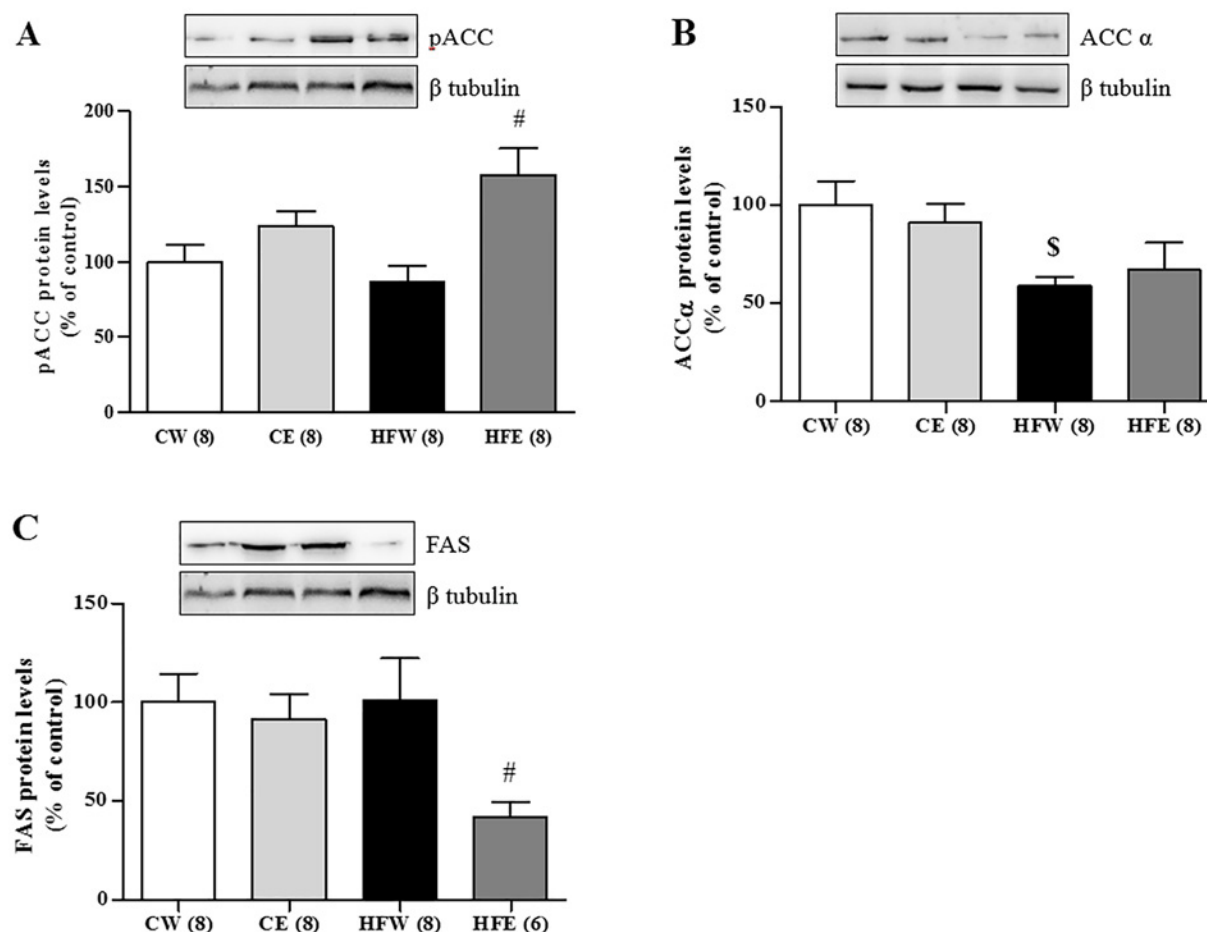 A
pACC
β tubulin
pACC protein levels
(% of control)
200
150
100
50
0
#
CW (8) CE (8) HFW (8) HFE (8)
B
ACC α
β tubulin
ACCα protein levels
(% of control)
150
100
50
0
$
CW (8) CE (8) HFW (8) HFE (8)
C
FAS
β tubulin
FAS protein levels
(% of control)
150
100
50
0
#
CW (8) CE (8) HFW (8) HFE (6)